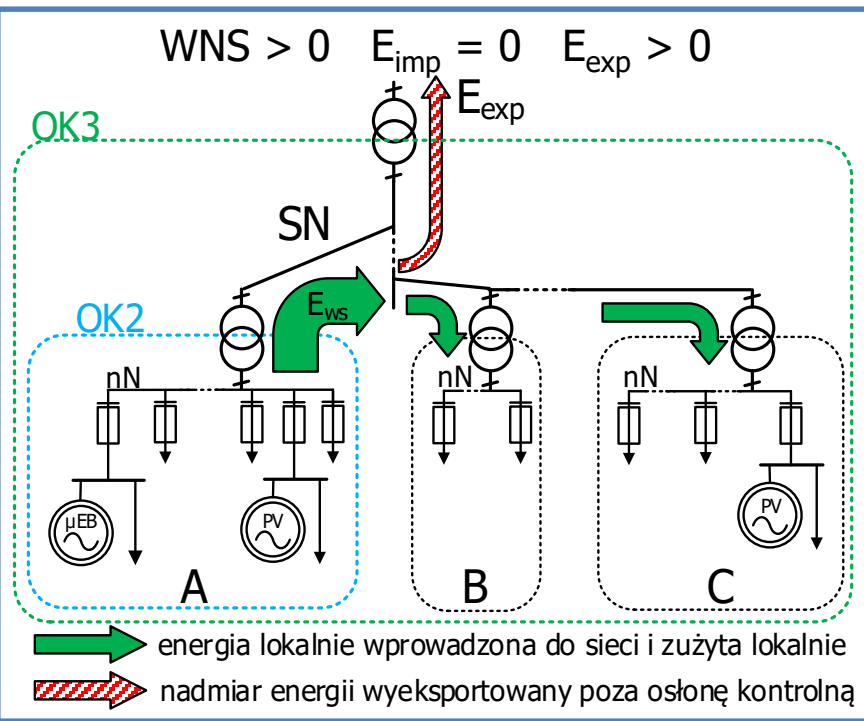 WNS > 0 E_imp = 0 E_exp > 0
E_exp
OK3
SN
E_ws
OK2
nN
nN
nN
µEB
PV
PV
A
B
C
energia lokalnie wprowadzona do sieci i zużyta lokalnie
nadmiar energii wyeksportowany poza osłonę kontrolną